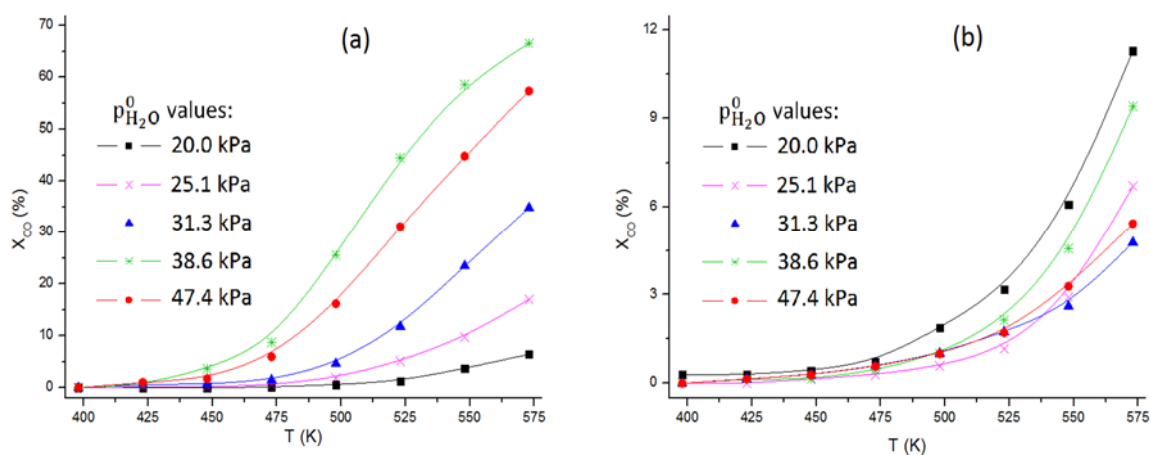 (a)
p⁰H₂O values:
20.0 kPa
25.1 kPa
31.3 kPa
38.6 kPa
47.4 kPa
70
60
50
40
30
20
10
0
X_CO (%)
400 425 450 475 500 525 550 575
T (K)
(b)
p⁰H₂O values:
20.0 kPa
25.1 kPa
31.3 kPa
38.6 kPa
47.4 kPa
12
9
6
3
0
X_CO (%)
400 425 450 475 500 525 550 575
T (K)